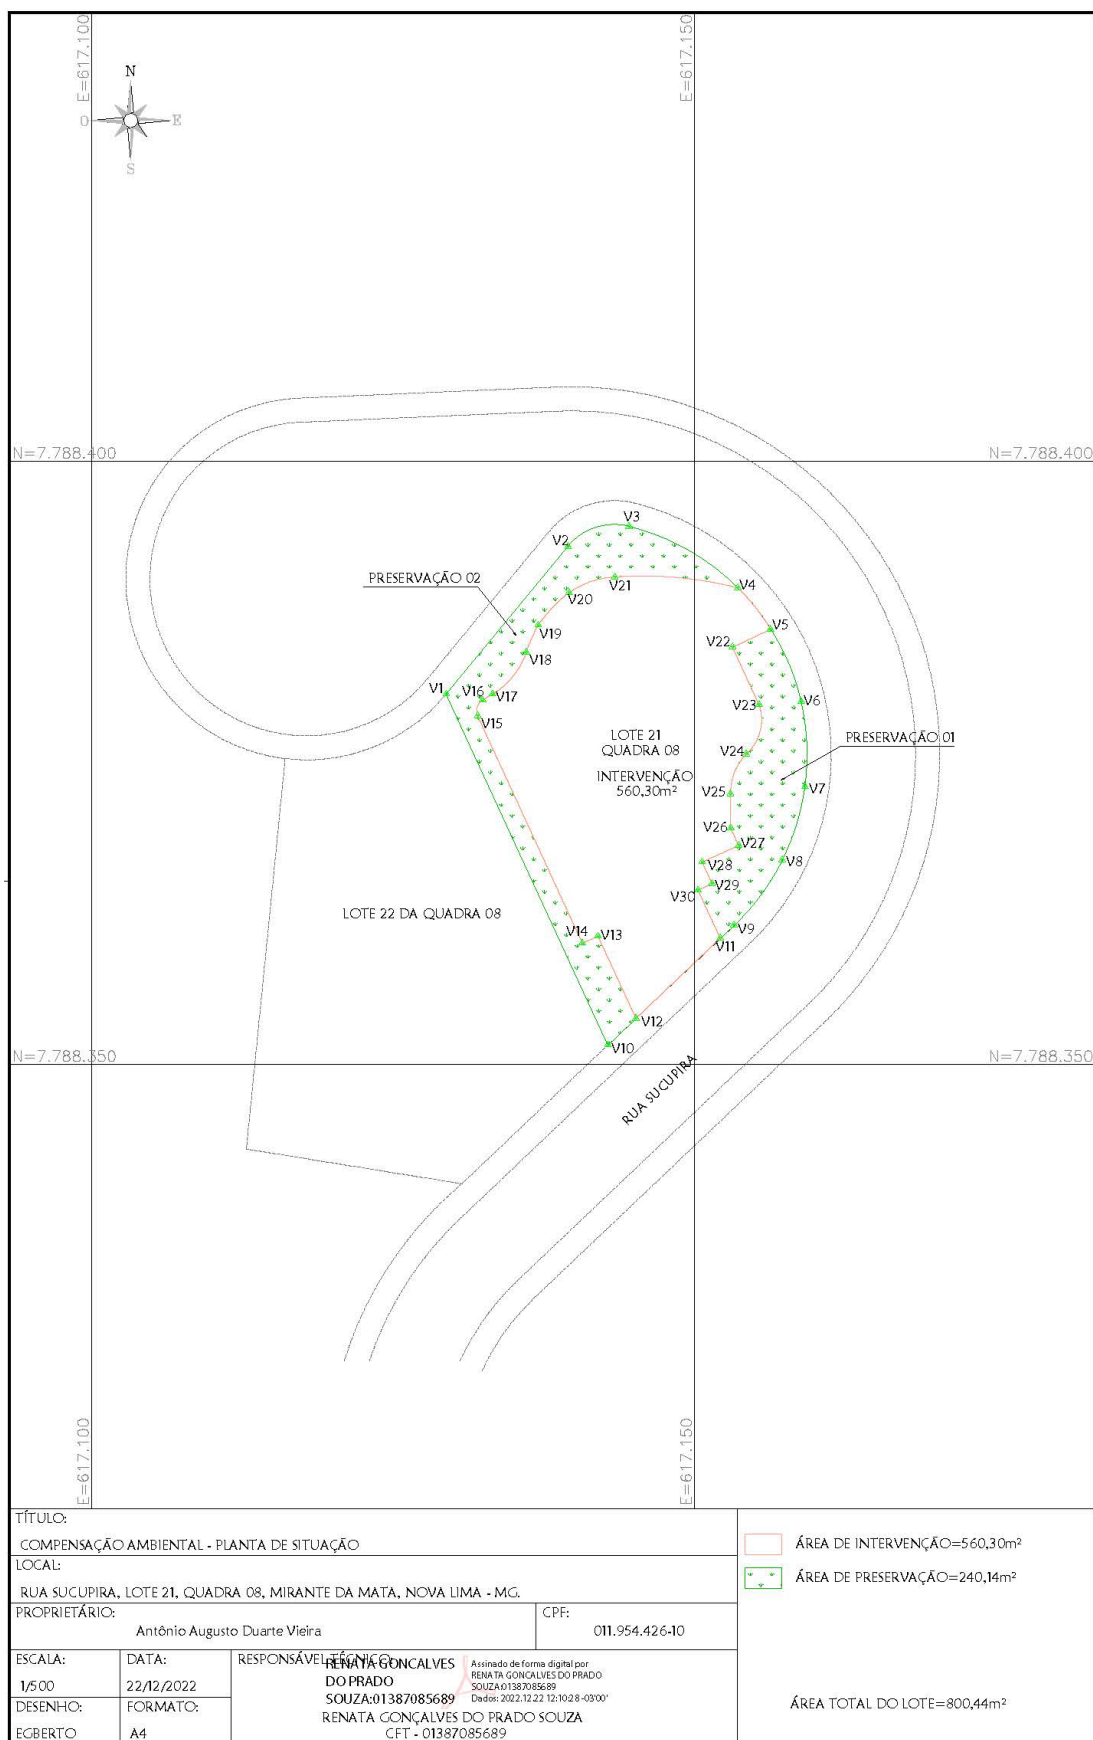 E=617.100
E=617.150
N
O
E
S
N=7.788.400
N=7.788.400
V3
V2
PRESERVAÇÃO 02
V21
V4
V20
V19
V5
V22
V18
V1
V16
V17
V6
V23
V15
LOTE 21
QUADRA 08
PRESERVAÇÃO 01
V24
INTERVENÇÃO
560,30m²
V25
V7
V26
V27
V28
V8
V29
V30
LOTE 22 DA QUADRA 08
V9
V13
V14
V11
V12
V10
N=7.788.350
N=7.788.350
RUA SUCUPIRA
E=617.100
E=617.150
TÍTULO:
COMPENSAÇÃO AMBIENTAL - PLANTA DE SITUAÇÃO
LOCAL:
RUA SUCUPIRA, LOTE 21, QUADRA 08, MIRANTE DA MATA, NOVA LIMA - MG.
PROPRIETÁRIO:
Antônio Augusto Duarte Vieira
CPF:
011.954.426-10
ESCALA:
1/500
DATA:
22/12/2022
DESENHO:
EGBERTO
FORMATO:
A4
RESPONSÁVEL TÉCNICO:
RENATA GONCALVES
DO PRADO
SOUZA:01387085689
Assinado de forma digital por
RENATA GONCALVES DO PRADO
SOUZA:01387085689
Dados: 2022.12.22 12:10:28 -03'00'
RENATA GONÇALVES DO PRADO SOUZA
CFT - 01387085689
ÁREA DE INTERVENÇÃO=560,30m²
ÁREA DE PRESERVAÇÃO=240,14m²
ÁREA TOTAL DO LOTE=800,44m²